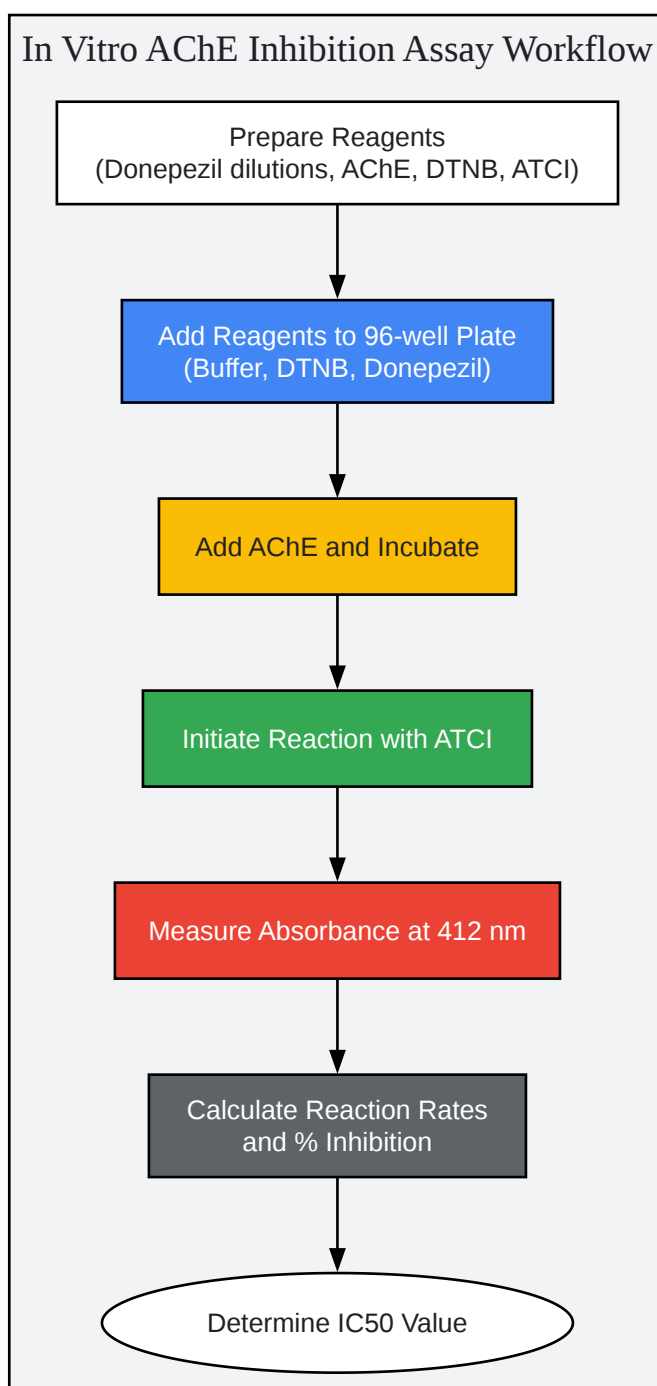 In Vitro AChE Inhibition Assay Workflow
Prepare Reagents
(Donepezil dilutions, AChE, DTNB, ATCI)
Add Reagents to 96-well Plate
(Buffer, DTNB, Donepezil)
Add AChE and Incubate
Initiate Reaction with ATCI
Measure Absorbance at 412 nm
Calculate Reaction Rates
and % Inhibition
Determine IC50 Value